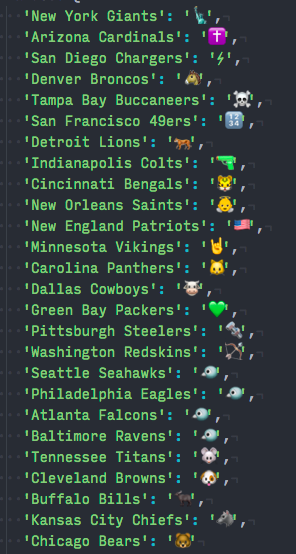 'New York Giants': '🗽',
'Arizona Cardinals': '✝️',
'San Diego Chargers': '⚡',
'Denver Broncos': '🐴',
'Tampa Bay Buccaneers': '☠️',
'San Francisco 49ers': '🔢',
'Detroit Lions': '🐅',
'Indianapolis Colts': '🔫',
'Cincinnati Bengals': '🐯',
'New Orleans Saints': '👼',
'New England Patriots': '🇺🇸',
'Minnesota Vikings': '🤘',
'Carolina Panthers': '🐱',
'Dallas Cowboys': '🐮',
'Green Bay Packers': '💚',
'Pittsburgh Steelers': '🔩',
'Washington Redskins': '🏹',
'Seattle Seahawks': '🐦',
'Philadelphia Eagles': '🐦',
'Atlanta Falcons': '🐦',
'Baltimore Ravens': '🐦',
'Tennessee Titans': '🐭',
'Cleveland Browns': '🐶',
'Buffalo Bills': '🐂',
'Kansas City Chiefs': '🐺',
'Chicago Bears': '🐻',